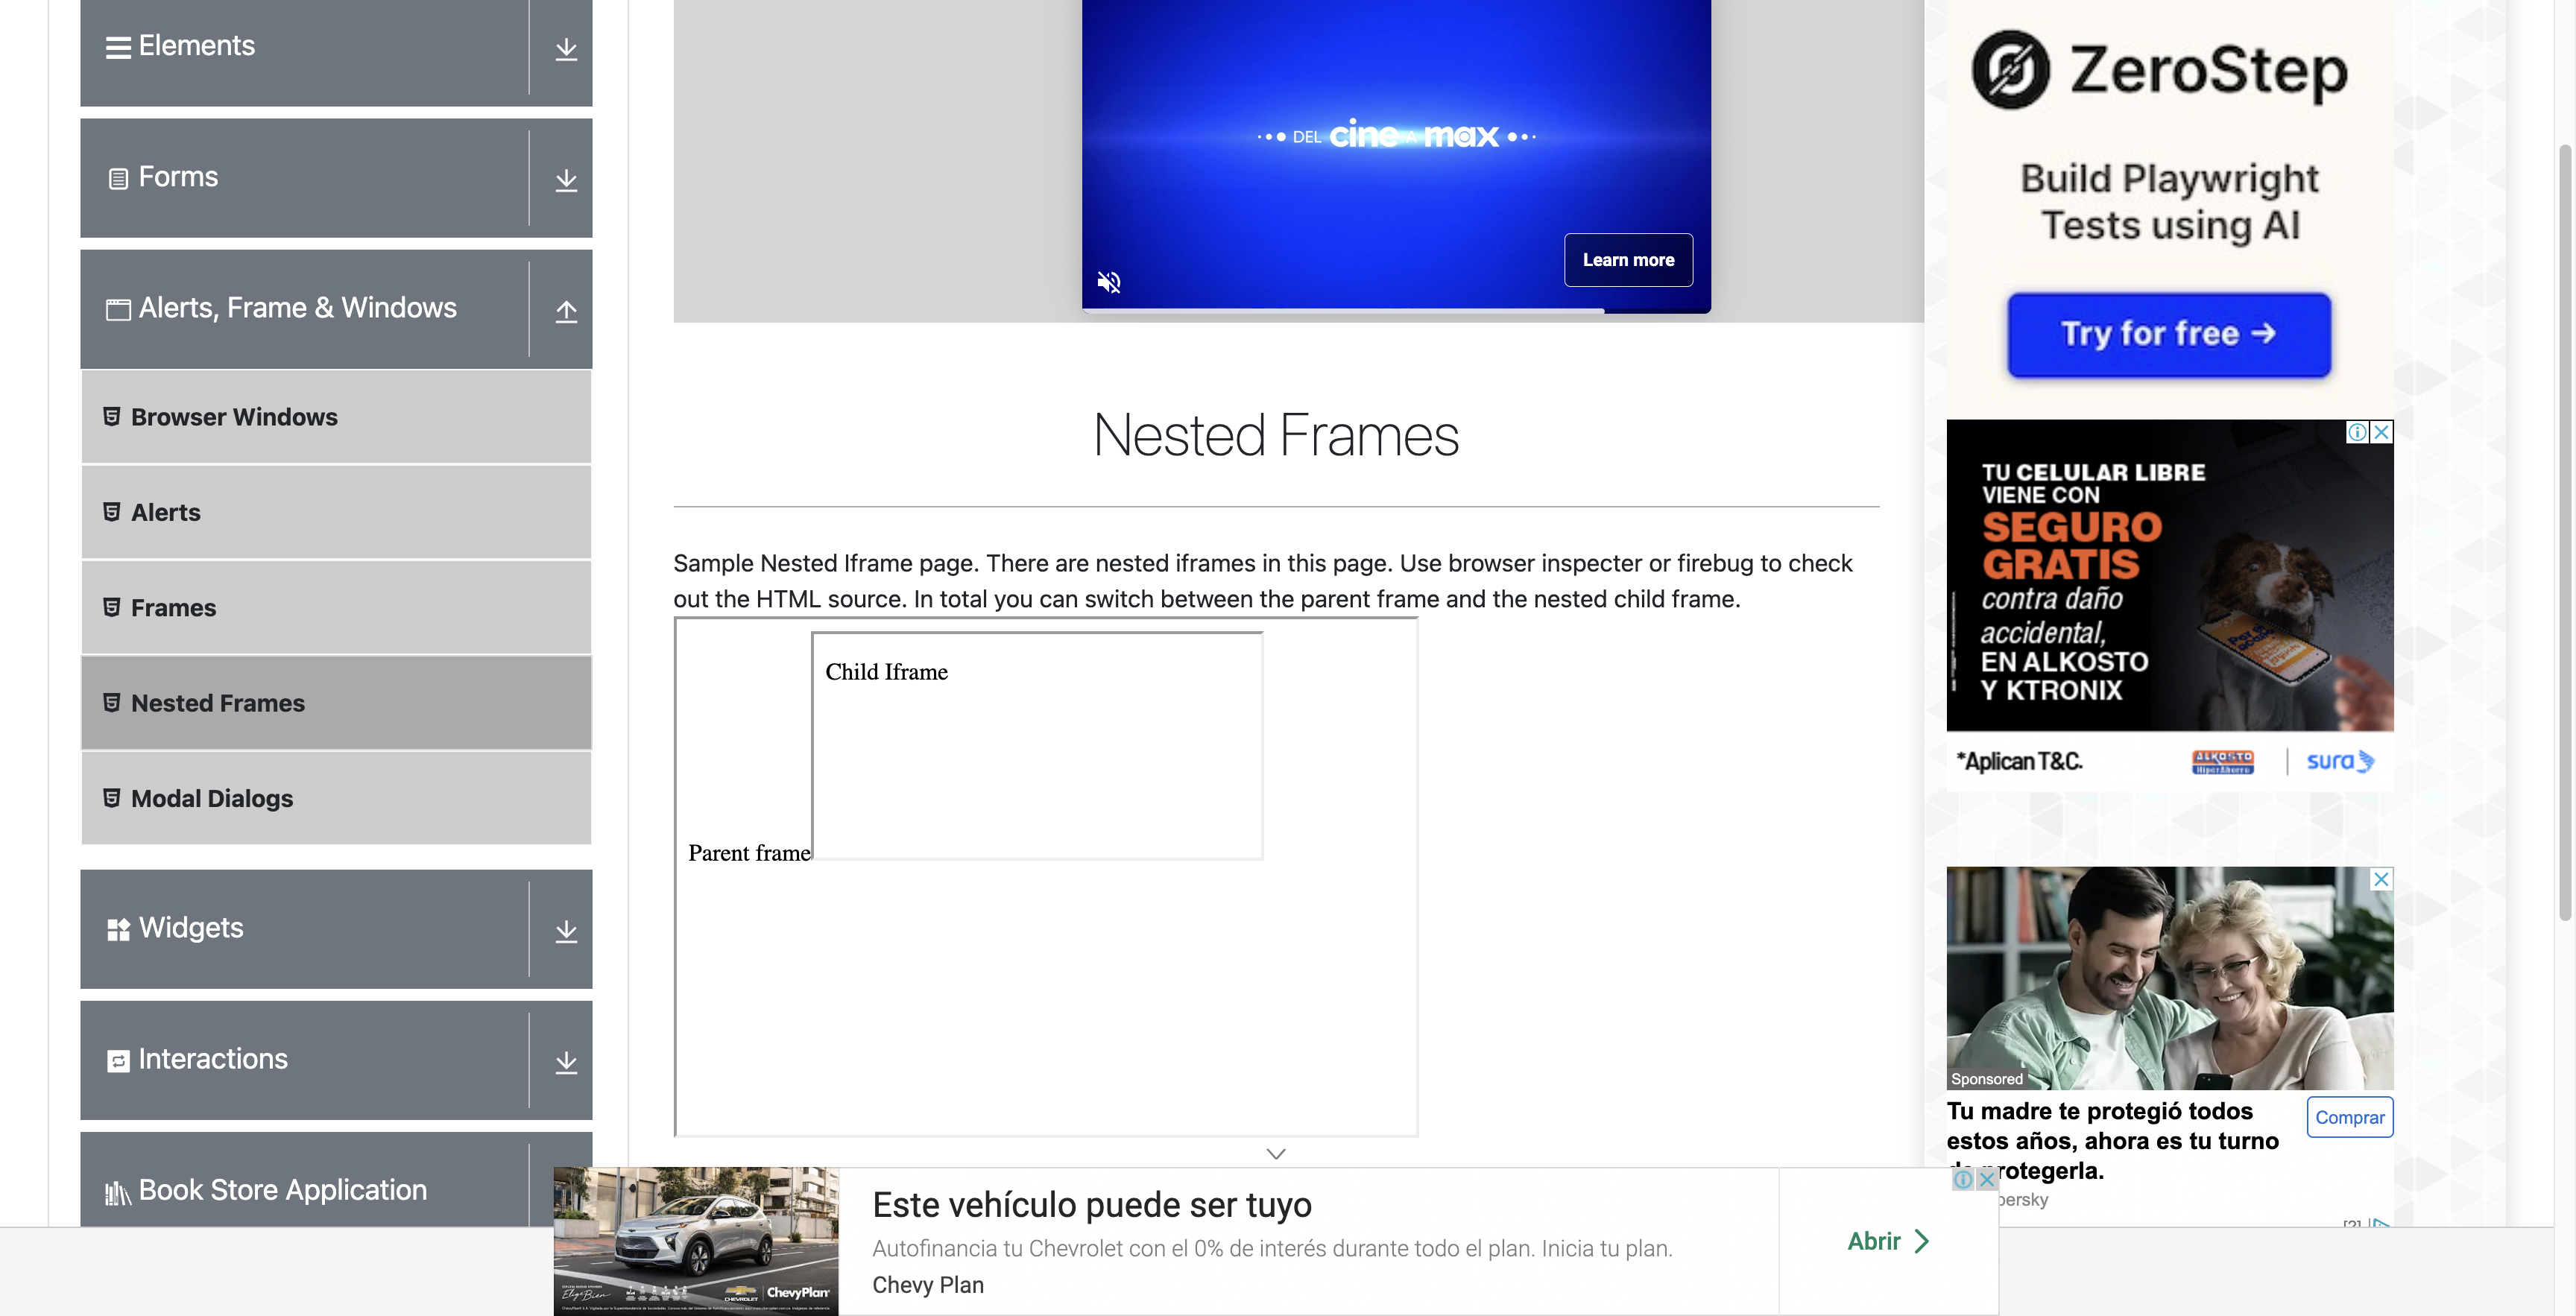 Elements
Forms
Alerts, Frame & Windows
Browser Windows
Alerts
Frames
Nested Frames
Modal Dialogs
Widgets
Interactions
Book Store Application
DEL cine A max
Learn more
Nested Frames
Sample Nested Iframe page. There are nested iframes in this page. Use browser inspecter or firebug to check
out the HTML source. In total you can switch between the parent frame and the nested child frame.
Child Iframe
Parent frame
ZeroStep
Build Playwright
Tests using AI
Try for free →
TU CELULAR LIBRE
VIENE CON
SEGURO
GRATIS
contra daño
accidental,
EN ALKOSTO
Y KTRONIX
*Aplican T&C.
ALKOSTO
HiperAhorro
sura
Sponsored
Tu madre te protegió todos
estos años, ahora es tu turno
protegerla.
Comprar
Este vehículo puede ser tuyo
Autofinancia tu Chevrolet con el 0% de interés durante todo el plan. Inicia tu plan.
Chevy Plan
Abrir
CHEVROLET
ChevyPlan